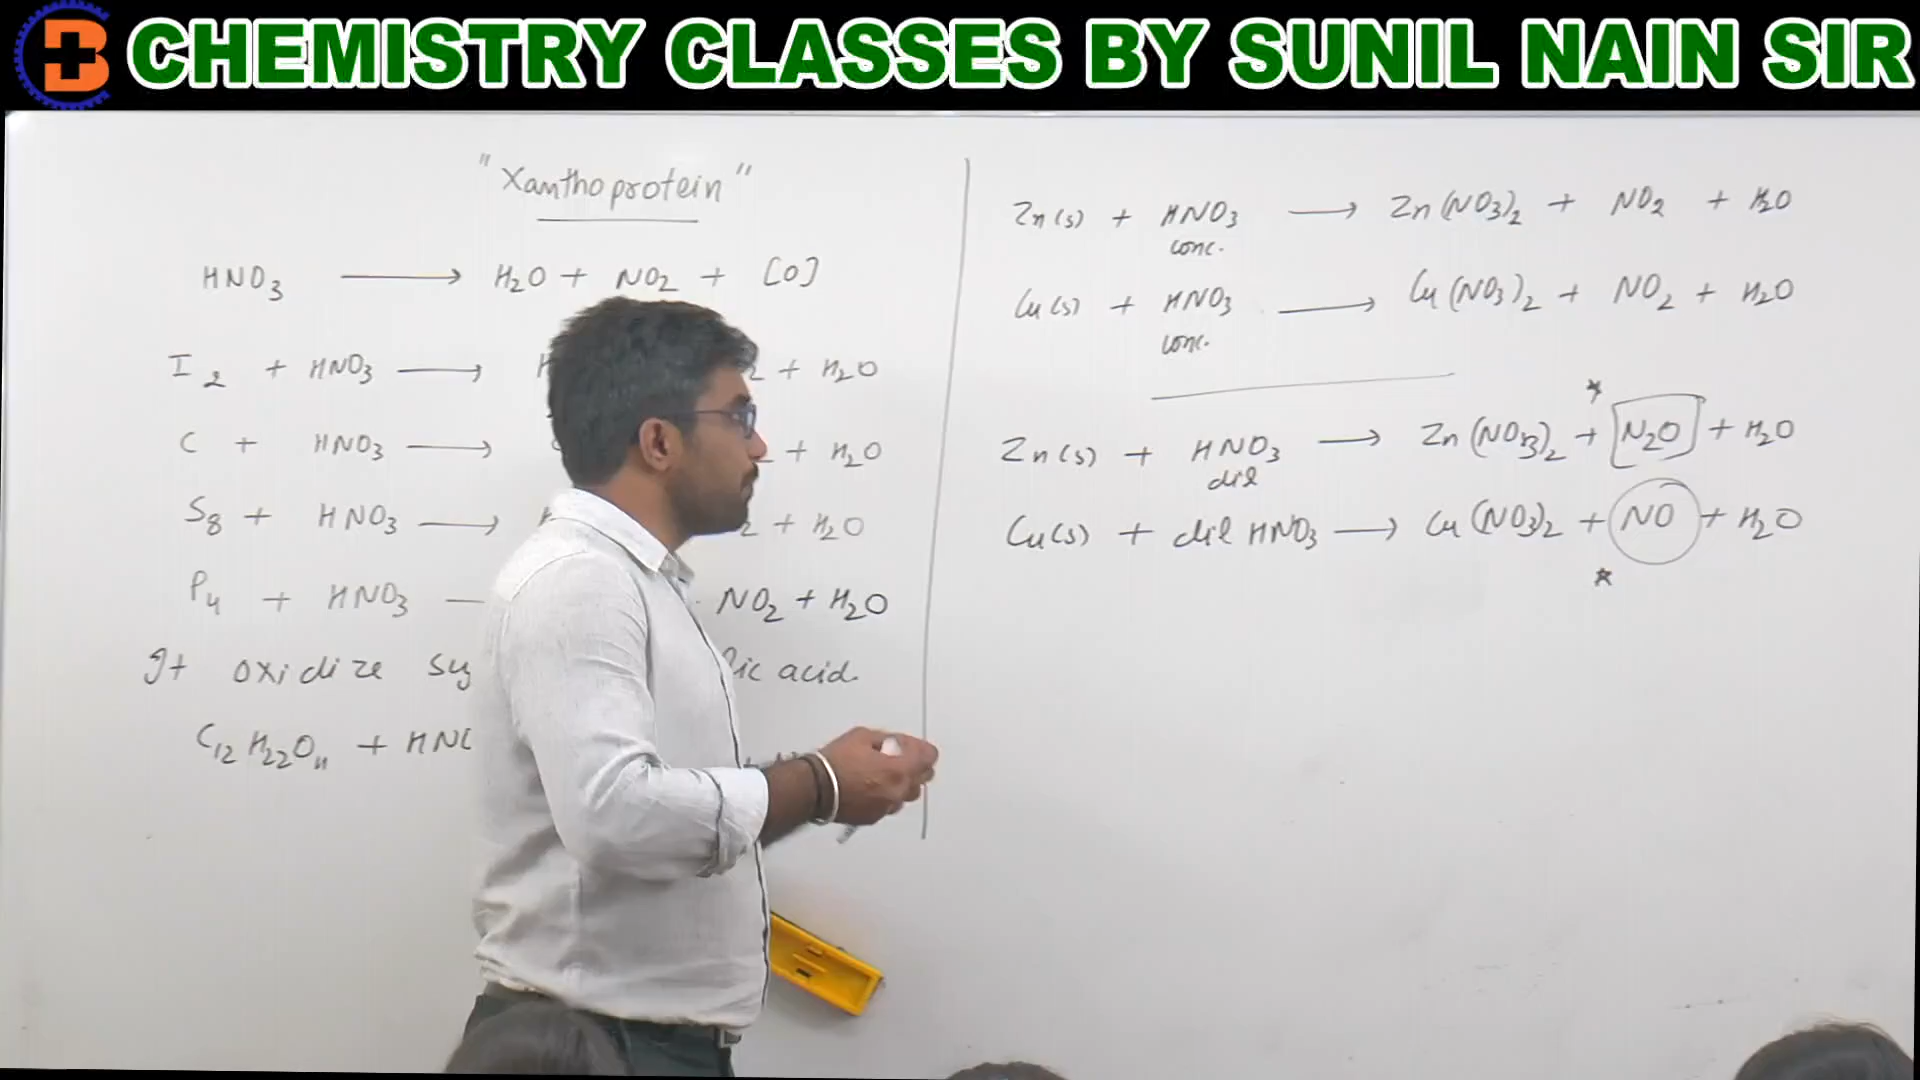 CHEMISTRY CLASSES BY SUNIL NAIN SIR
"Xanthoprotein"
HNO3 ⟶ H2O + NO2 + [O]
I2 + HNO3 ⟶ 2 + H2O
C + HNO3 ⟶ 2 + H2O
S8 + HNO3 ⟶ 2 + H2O
P4 + HNO3 NO2 + H2O
It oxidize acid.
C12H22O11 +
Zn(s) + HNO3 ⟶ Zn(NO3)2 + NO2 + H2O
conc.
Cu(s) + HNO3 ⟶ Cu(NO3)2 + NO2 + H2O
conc.
Zn(s) + HNO3 ⟶ Zn(NO3)2 + N2O + H2O
dil
Cu(s) + dil HNO3 ⟶ Cu(NO3)2 + NO + H2O